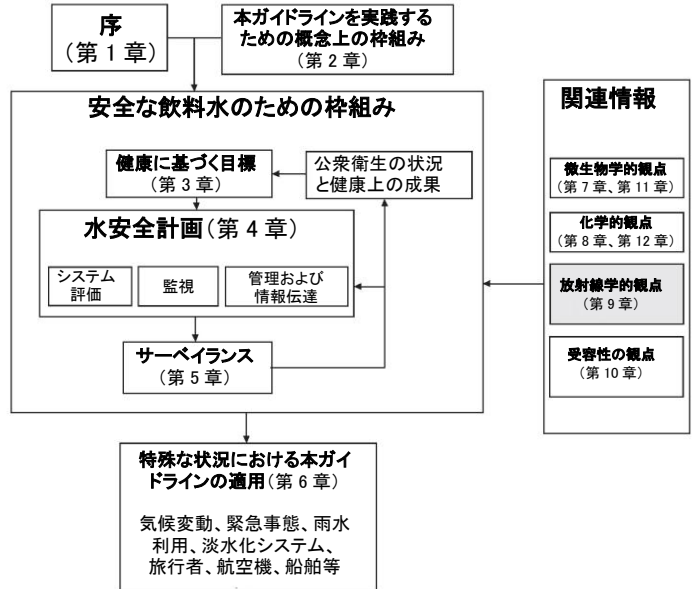 序
(第 1 章)
本ガイドラインを実践する
ための概念上の枠組み
(第 2 章)
安全な飲料水のための枠組み
健康に基づく目標
(第 3 章)
公衆衛生の状況
と健康上の成果
水安全計画(第 4 章)
システム
評価
監視
管理および
情報伝達
サーベイランス
(第 5 章)
関連情報
微生物学的観点
(第 7 章、第 11 章)
化学的観点
(第 8 章、第 12 章)
放射線学的観点
(第 9 章)
受容性の観点
(第 10 章)
特殊な状況における本ガイ
ドラインの適用(第 6 章)
気候変動、緊急事態、雨水
利用、淡水化システム、
旅行者、航空機、船舶等